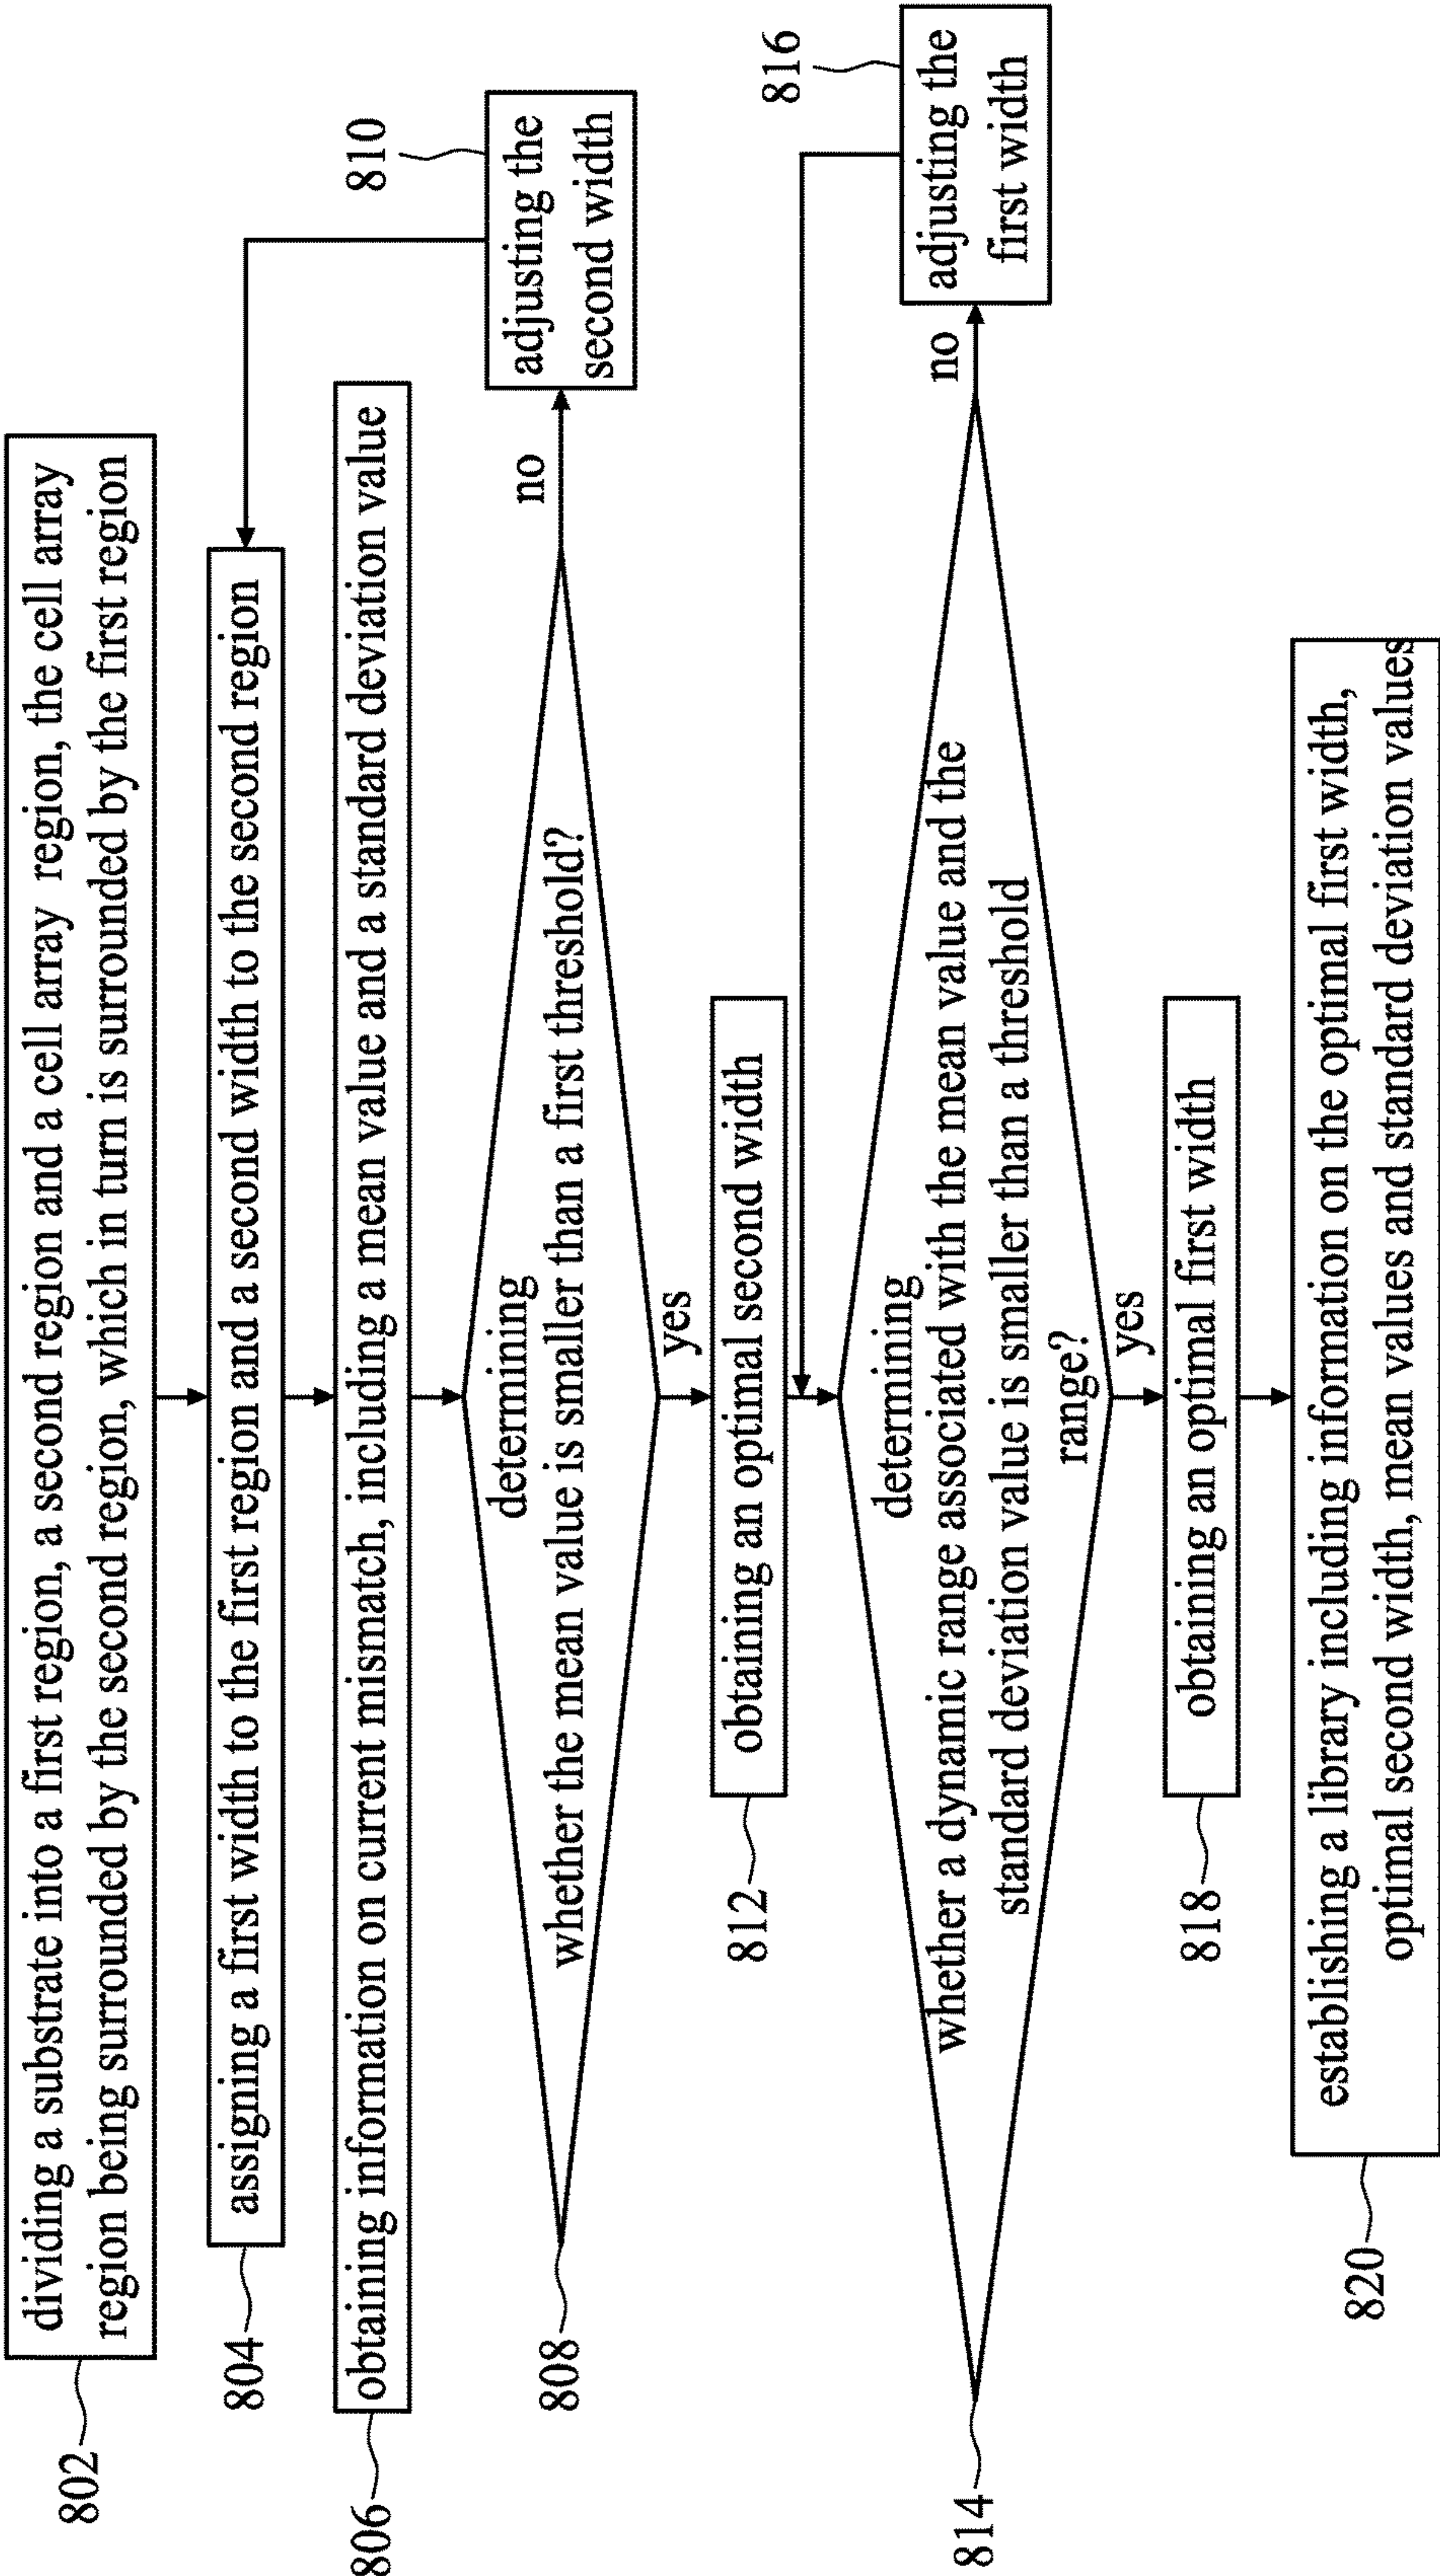 802
dividing a substrate into a first region, a second region and a cell array region, the cell array
region being surrounded by the second region, which in turn is surrounded by the first region
804
assigning a first width to the first region and a second width to the second region
806
obtaining information on current mismatch, including a mean value and a standard deviation value
808
determining
whether the mean value is smaller than a first threshold?
no
810
adjusting the
second width
yes
812
obtaining an optimal second width
814
determining
whether a dynamic range associated with the mean value and the
standard deviation value is smaller than a threshold
range?
no
816
adjusting the
first width
yes
818
obtaining an optimal first width
820
establishing a library including information on the optimal first width,
optimal second width, mean values and standard deviation values